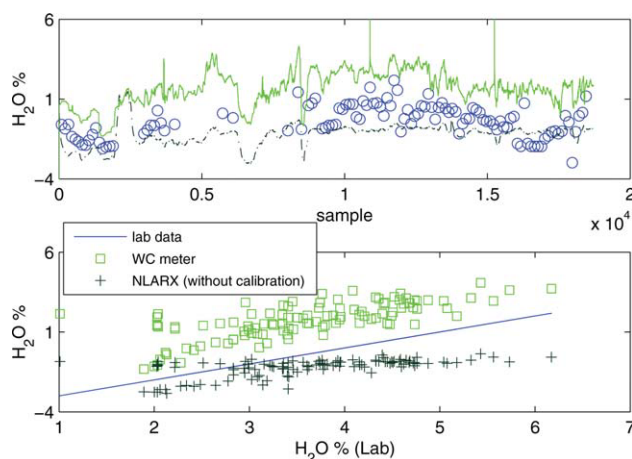 6
1
-4
H2O %
0
0.5
1
1.5
2
sample
x 10^4
lab data
WC meter
NLARX (without calibration)
6
1
-4
H2O %
1
2
3
4
5
6
7
H2O % (Lab)